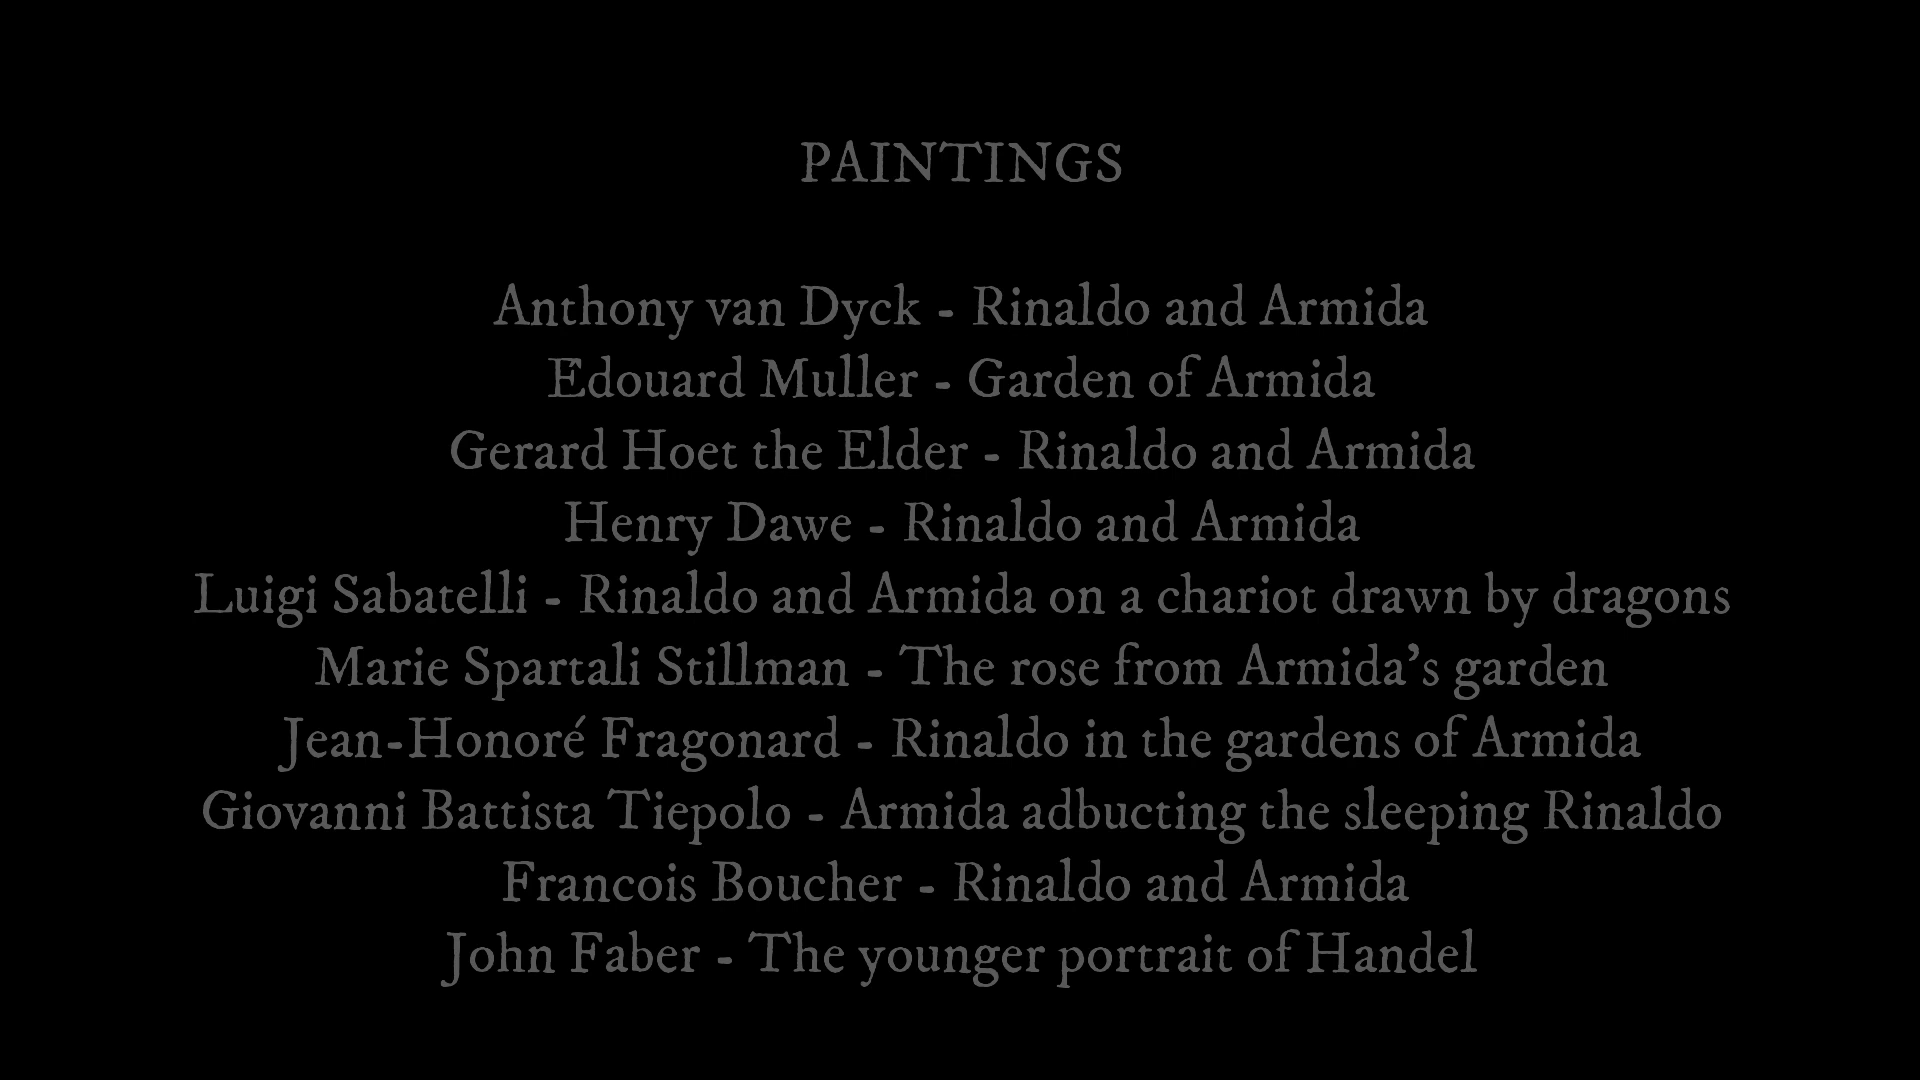 PAINTINGS
Anthony van Dyck - Rinaldo and Armida
Édouard Muller - Garden of Armida
Gerard Hoet the Elder - Rinaldo and Armida
Henry Dawe - Rinaldo and Armida
Luigi Sabatelli - Rinaldo and Armida on a chariot drawn by dragons
Marie Spartali Stillman - The rose from Armida’s garden
Jean-Honoré Fragonard - Rinaldo in the gardens of Armida
Giovanni Battista Tiepolo - Armida adbucting the sleeping Rinaldo
Francois Boucher - Rinaldo and Armida
John Faber - The younger portrait of Handel